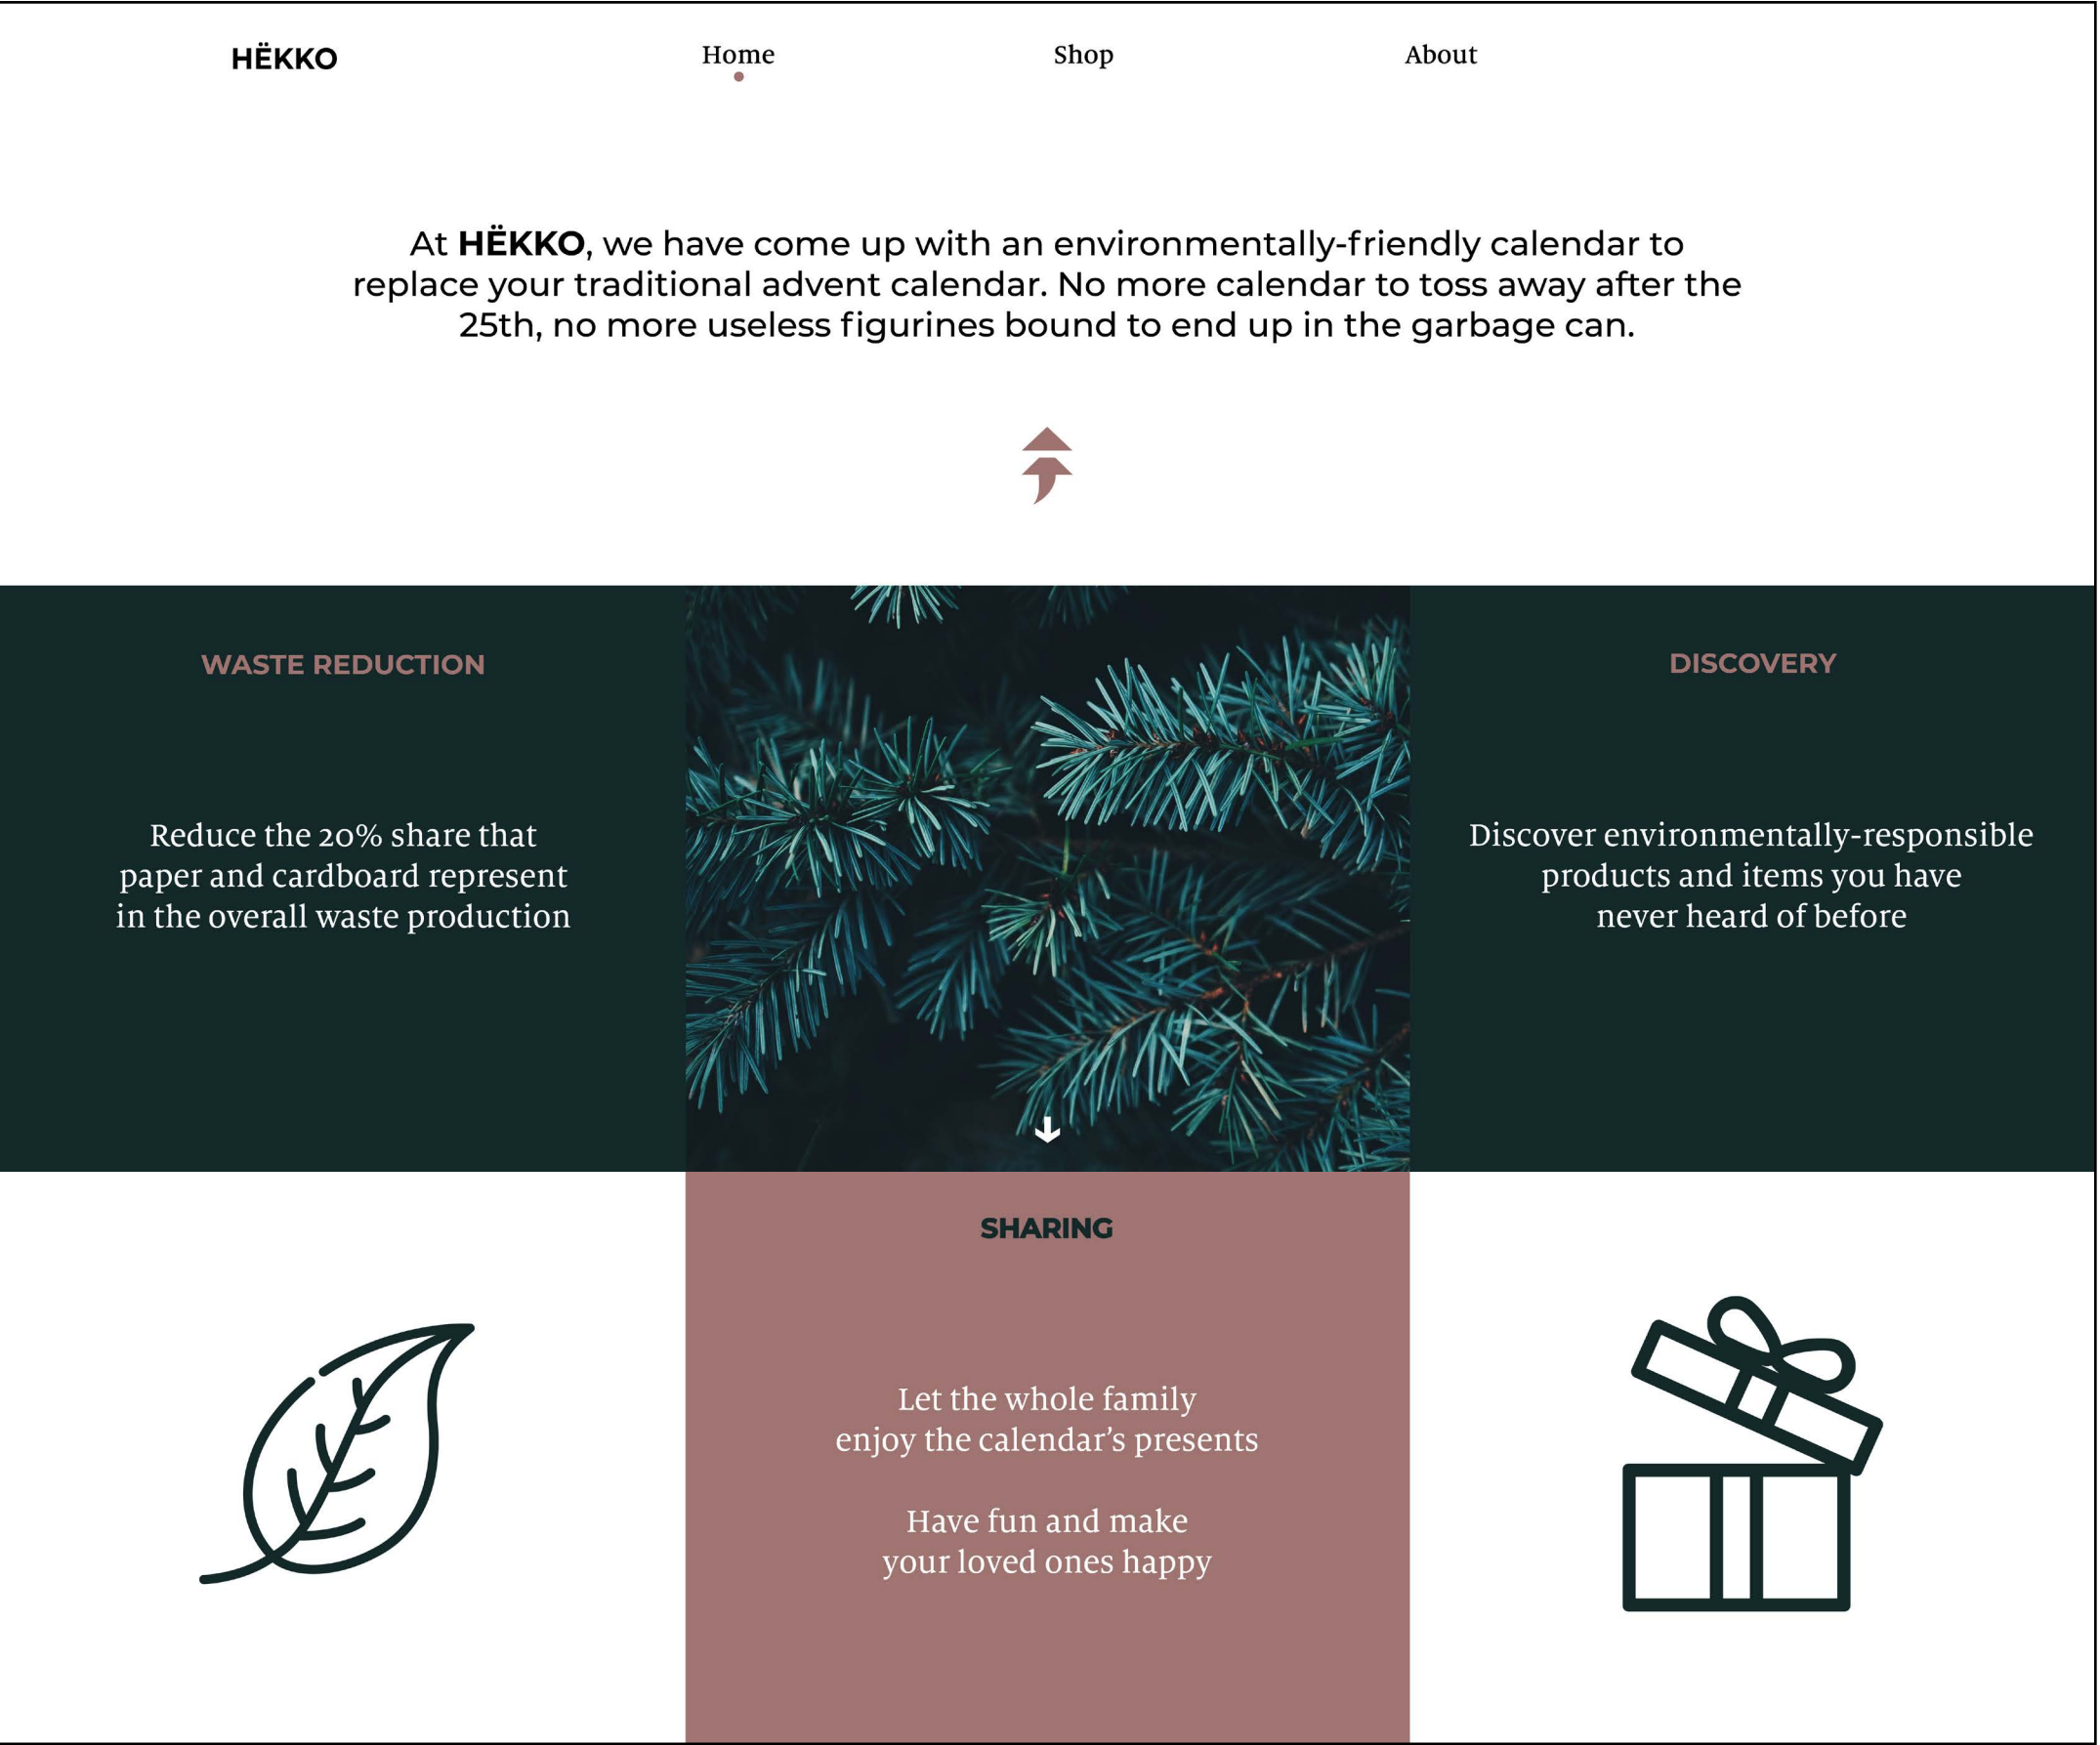 HËKKO
Home
Shop
About
At HËKKO, we have come up with an environmentally-friendly calendar to
replace your traditional advent calendar. No more calendar to toss away after the
25th, no more useless figurines bound to end up in the garbage can.
WASTE REDUCTION
Reduce the 20% share that
paper and cardboard represent
in the overall waste production
DISCOVERY
Discover environmentally-responsible
products and items you have
never heard of before
SHARING
Let the whole family
enjoy the calendar’s presents
Have fun and make
your loved ones happy